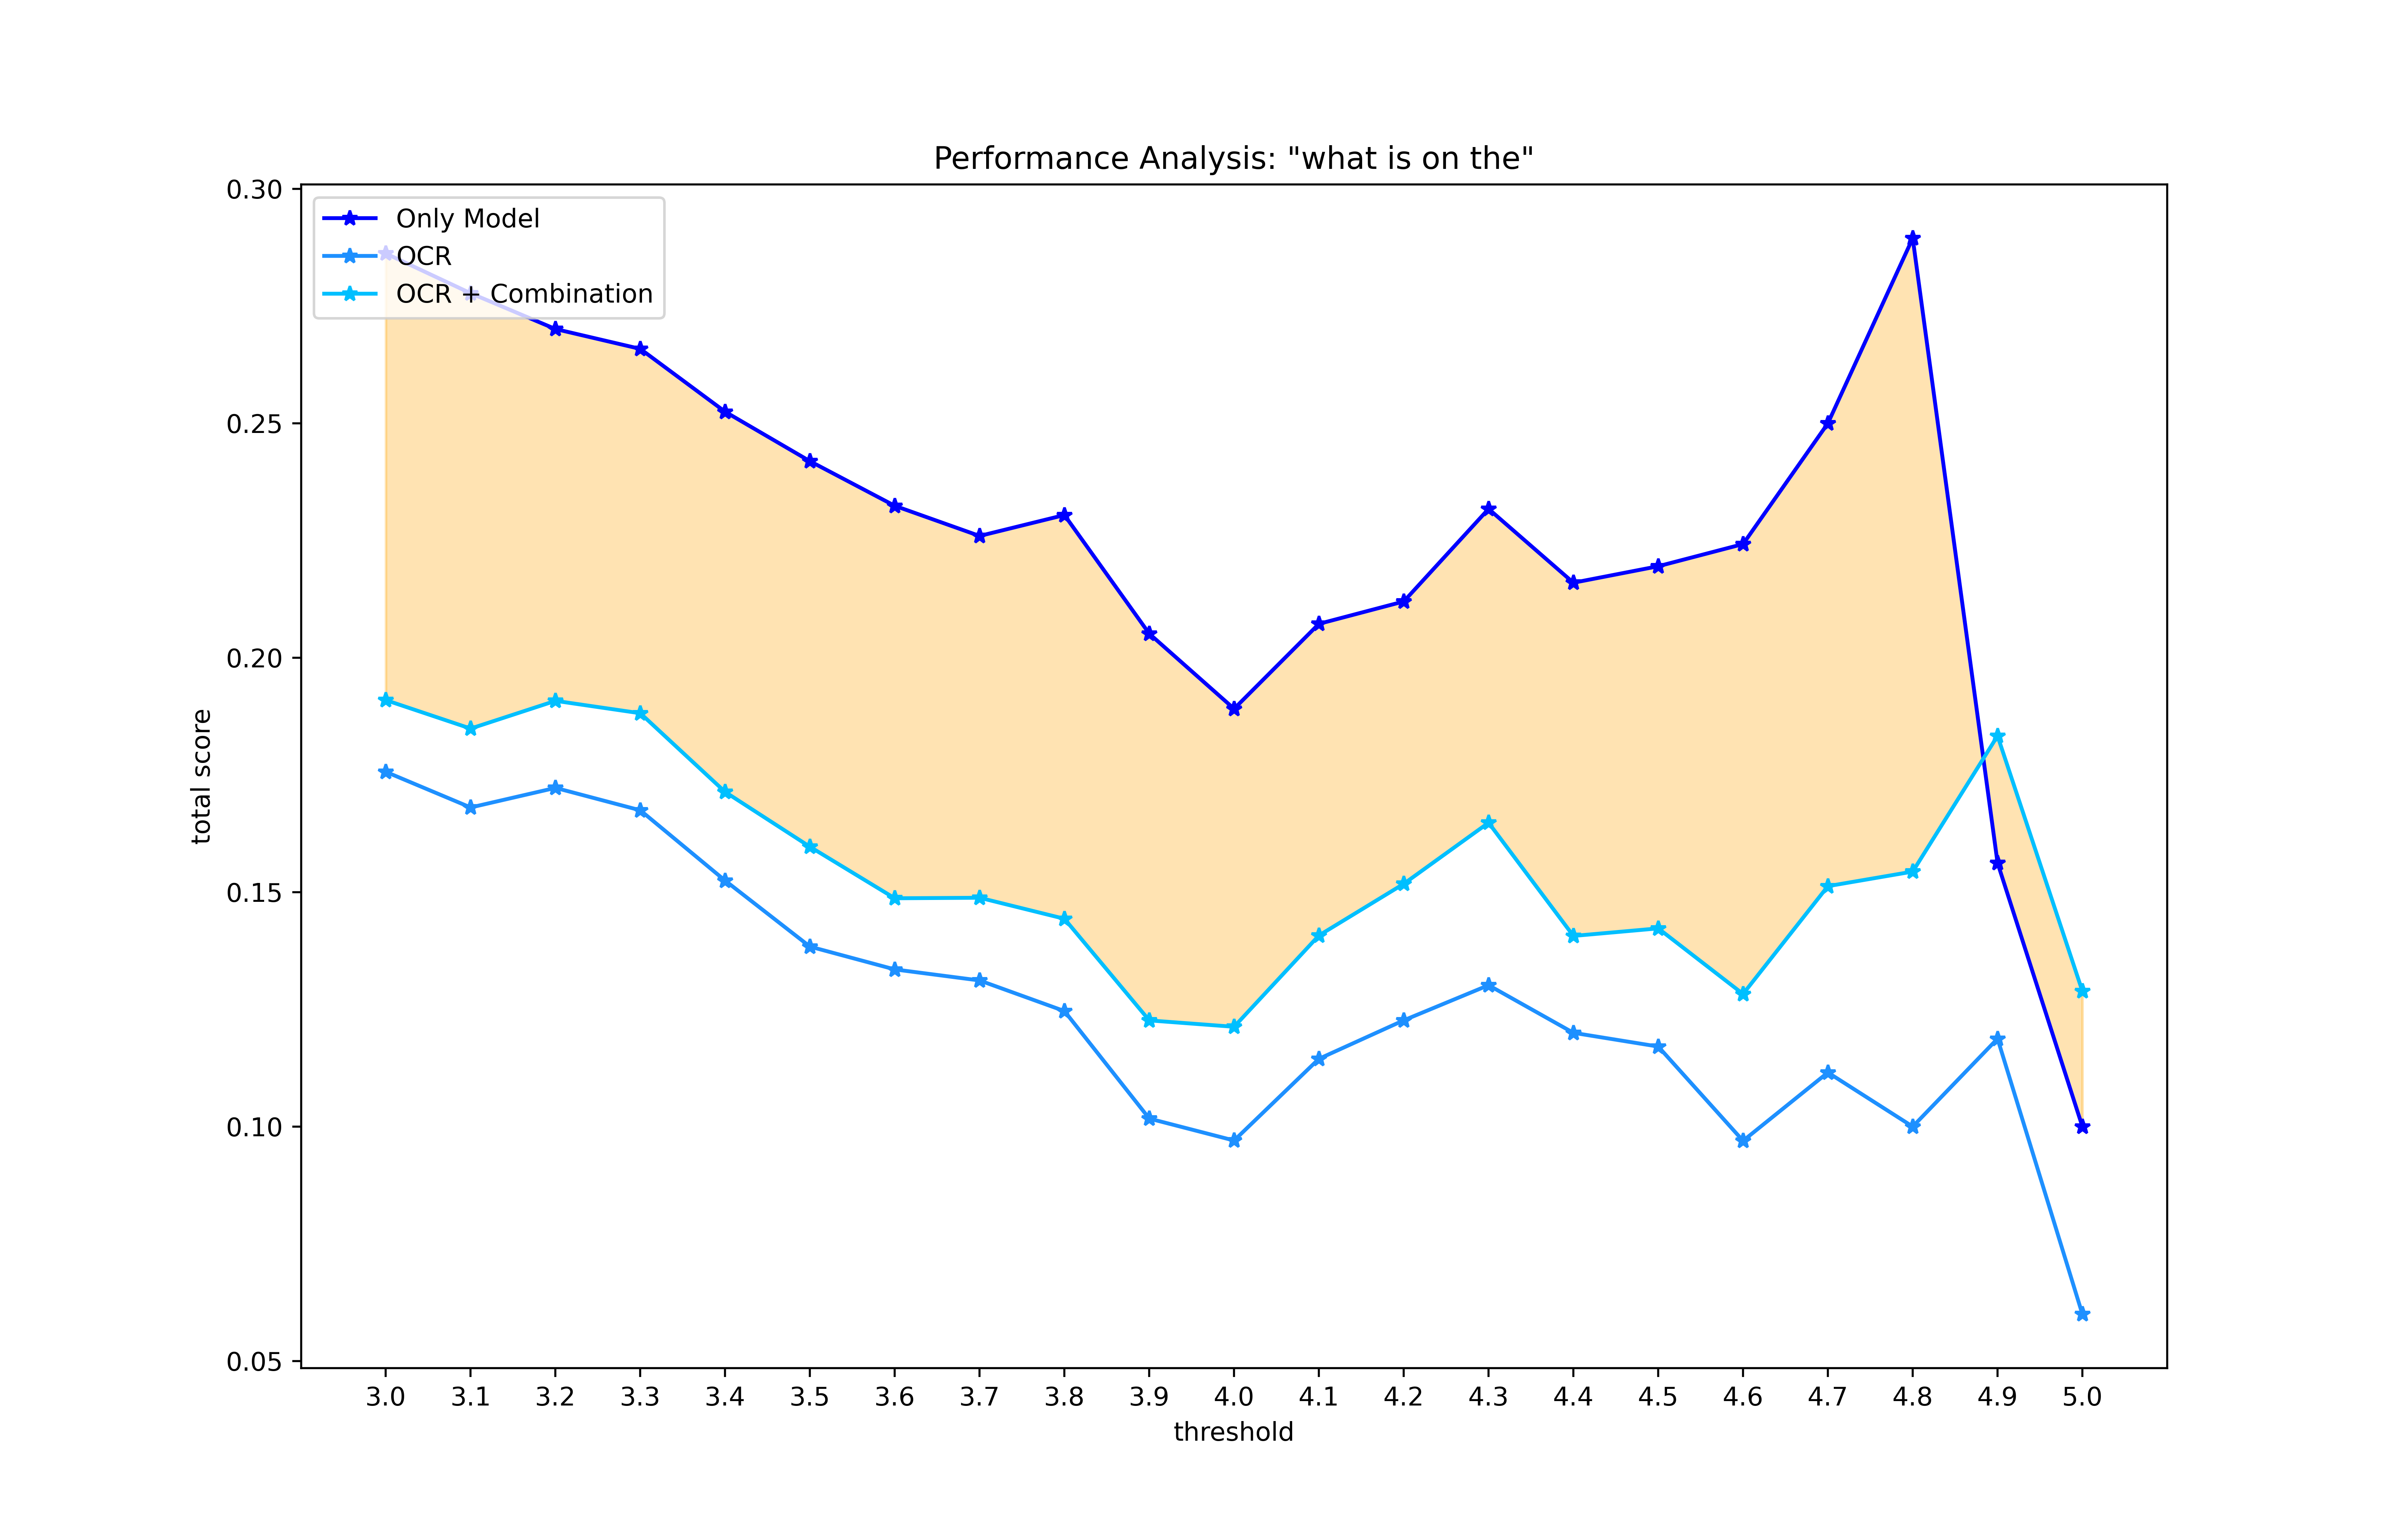 Performance Analysis: "what is on the"
Only Model
OCR
OCR + Combination
0.30
0.25
0.20
0.15
0.10
0.05
total score
3.0 3.1 3.2 3.3 3.4 3.5 3.6 3.7 3.8 3.9 4.0 4.1 4.2 4.3 4.4 4.5 4.6 4.7 4.8 4.9 5.0
threshold